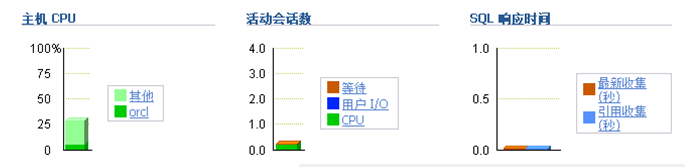 主机 CPU
100%
75
50
25
0
其他
orcl
活动会话数
4.0
3.0
2.0
1.0
0.0
等待
用户 I/O
CPU
SQL 响应时间
1.0
0.5
0.0
最新收集
(秒)
引用收集
(秒)